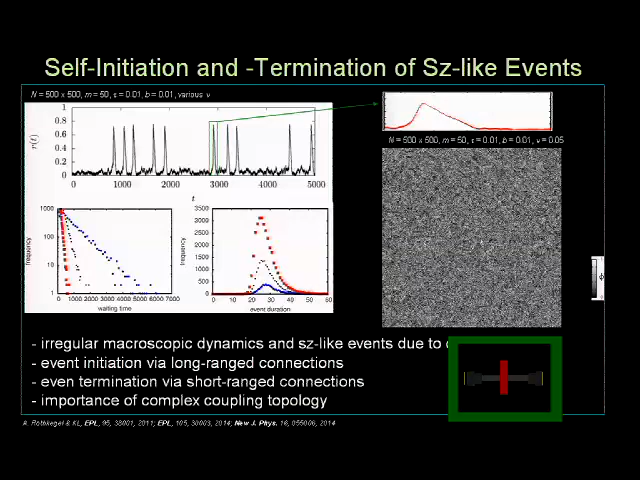 Self-Initiation and -Termination of Sz-like Events
N = 500 x 500, m = 50, τ = 0.01, b = 0.01, various ν
r(t)
1
0.8
0.6
0.4
0.2
0
0 1000 2000 3000 4000 5000
t
N = 500 x 500, m = 50, τ = 0.01, b = 0.01, ν = 0.05
frequency
1000
100
10
1
0 1000 2000 3000 4000 5000 6000 7000
waiting time
frequency
3500
3000
2500
2000
1500
1000
500
0
0 10 20 30 40 50 60
event duration
- irregular macroscopic dynamics and sz-like events due to
- event initiation via long-ranged connections
- even termination via short-ranged connections
- importance of complex coupling topology
A. Rothkegel & KL, EPL, 95, 38001, 2011; EPL, 105, 30003, 2014; New J. Phys. 16, 055006, 2014